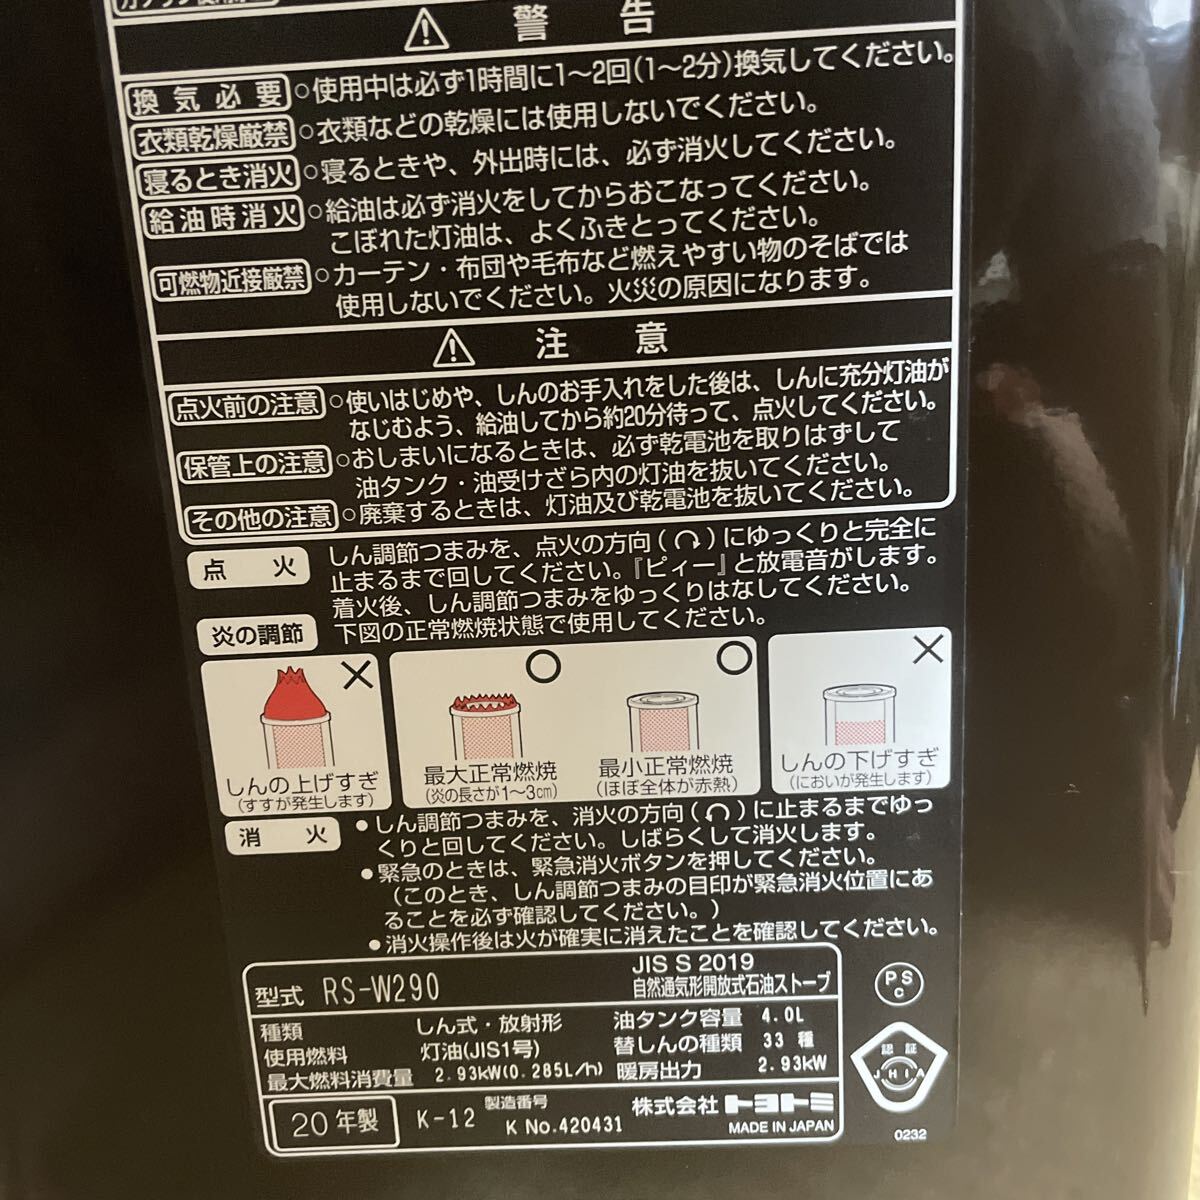 警告
換気必要 ○使用中は必ず1時間に1～2回(1～2分)換気してください。
衣類乾燥厳禁 ○衣類などの乾燥には使用しないでください。
寝るとき消火 ○寝るときや、外出時には、必ず消火してください。
給油時消火 ○給油は必ず消火をしてからおこなってください。
こぼれた灯油は、よくふきとってください。
可燃物近接厳禁 ○カーテン・布団や毛布など燃えやすい物のそばでは
使用しないでください。火災の原因になります。
注意
点火前の注意 ○使いはじめや、しんのお手入れをした後は、しんに充分灯油が
なじむよう、給油してから約20分待って、点火してください。
保管上の注意 ○おしまいになるときは、必ず乾電池を取りはずして
油タンク・油受けざら内の灯油を抜いてください。
その他の注意 ○廃棄するときは、灯油及び乾電池を抜いてください。
点火 しん調節つまみを、点火の方向(↷)にゆっくりと完全に
止まるまで回してください。『ピィー』と放電音がします。
着火後、しん調節つまみをゆっくりはなしてください。
炎の調節 下図の正常燃焼状態で使用してください。
× ○ ○ ×
しんの上げすぎ 最大正常燃焼 最小正常燃焼 しんの下げすぎ
(すすが発生します) (炎の長さが1～3cm) (ほぼ全体が赤熱) (においが発生します)
消火 ●しん調節つまみを、消火の方向(↶)に止まるまでゆっ
くりと回してください。しばらくして消火します。
●緊急のときは、緊急消火ボタンを押してください。
(このとき、しん調節つまみの目印が緊急消火位置にあ
ることを必ず確認してください。)
●消火操作後は火が確実に消えたことを確認してください。
型式 RS-W290 JIS S 2019
自然通気形開放式石油ストーブ
種類 しん式・放射形 油タンク容量 4.0L
使用燃料 灯油(JIS1号) 替しんの種類 33種
最大燃料消費量 2.93kW(0.285L/h) 暖房出力 2.93kW
20年製 K-12 製造番号 K No.420431 株式会社トヨトミ
MADE IN JAPAN
PS
C
認証
JHIA
0232